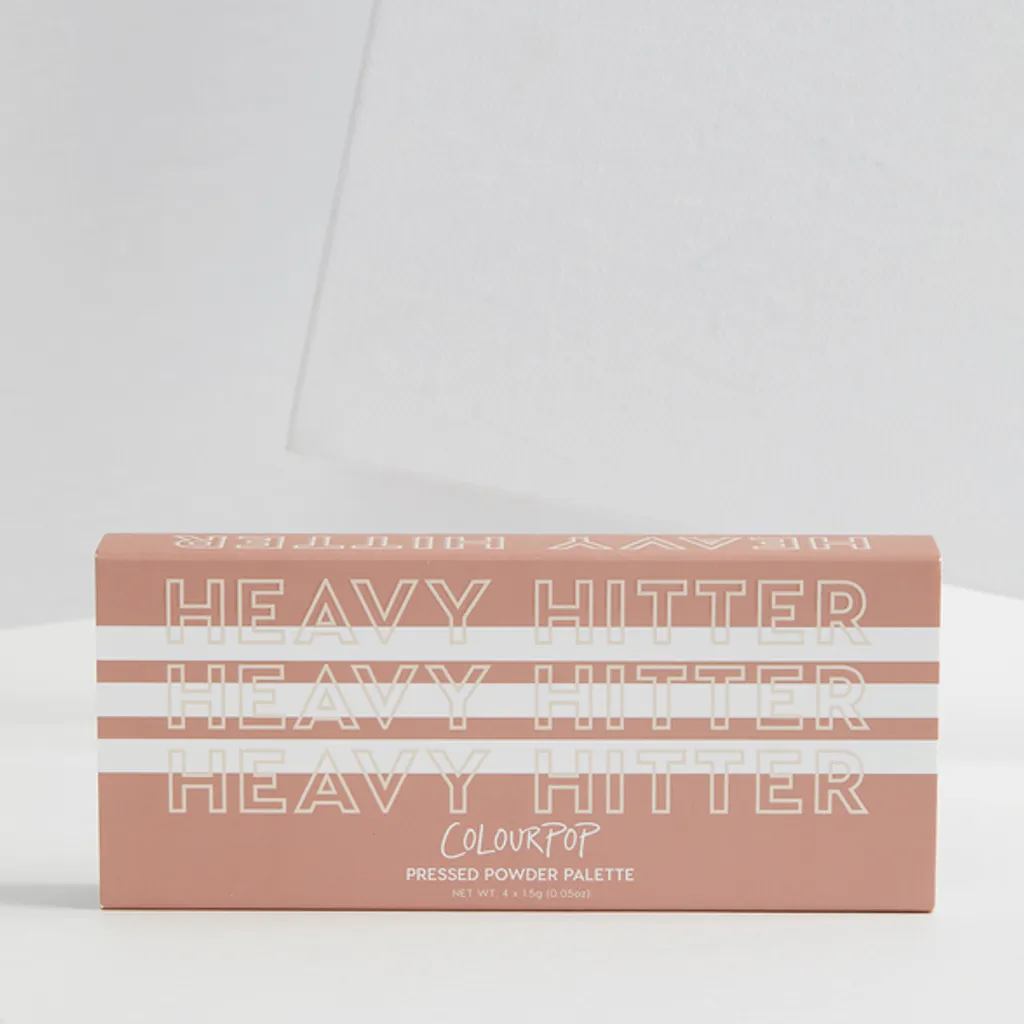 HEAVY HITTER
HEAVY HITTER
HEAVY HITTER
HEAVY HITTER
COLOURPOP
PRESSED POWDER PALETTE
NET WT. 4 x 1.5g (0.05oz)